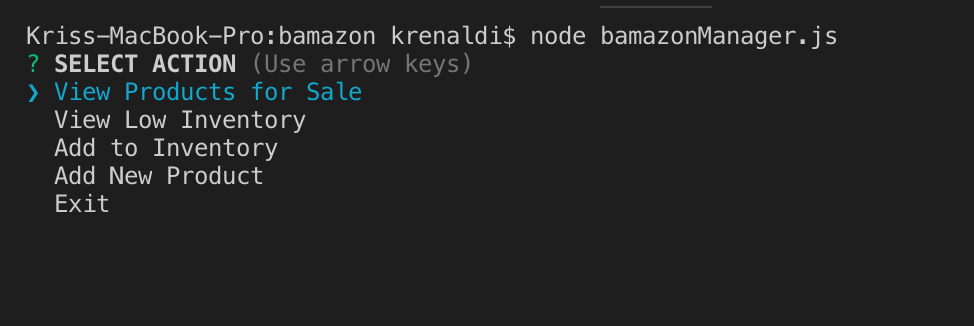 Kriss-MacBook-Pro:bamazon krenaldi$ node bamazonManager.js
? SELECT ACTION (Use arrow keys)
❯ View Products for Sale
View Low Inventory
Add to Inventory
Add New Product
Exit